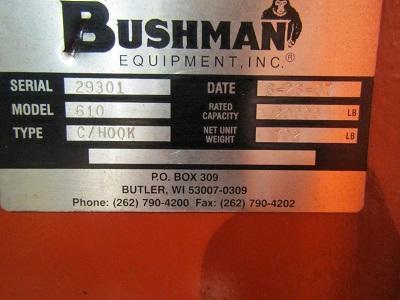 BUSHMAN®
EQUIPMENT, INC.
SERIAL 29301 DATE
MODEL 610 RATED CAPACITY LB
TYPE C/HOOK NET UNIT WEIGHT LB
P.O. BOX 309
BUTLER, WI 53007-0309
Phone: (262) 790-4200 Fax: (262) 790-4202